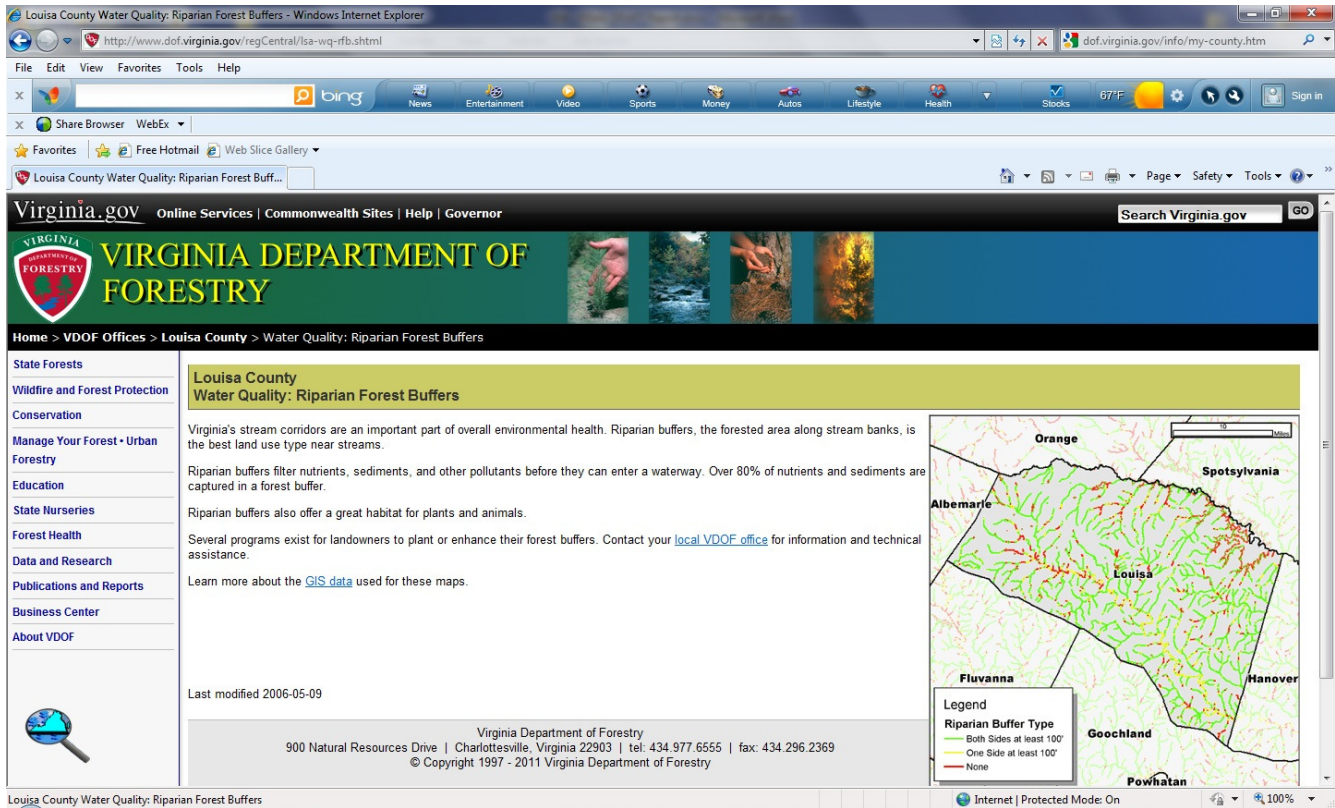 Louisa County Water Quality: Riparian Forest Buffers - Windows Internet Explorer
http://www.dof.virginia.gov/regCentral/lsa-wq-rfb.shtml
dof.virginia.gov/info/my-county.htm
File Edit View Favorites Tools Help
x bing News Entertainment Video Sports Money Autos Lifestyle Health Stocks 67°F Sign in
x Share Browser WebEx
Favorites Free Hotmail Web Slice Gallery
Louisa County Water Quality: Riparian Forest Buff...
Page Safety Tools
Virginia.gov Online Services | Commonwealth Sites | Help | Governor
Search Virginia.gov GO
VIRGINIA
DEPARTMENT OF
FORESTRY
VIRGINIA DEPARTMENT OF
FORESTRY
Home > VDOF Offices > Louisa County > Water Quality: Riparian Forest Buffers
State Forests
Wildfire and Forest Protection
Conservation
Manage Your Forest • Urban
Forestry
Education
State Nurseries
Forest Health
Data and Research
Publications and Reports
Business Center
About VDOF
Louisa County
Water Quality: Riparian Forest Buffers
Virginia's stream corridors are an important part of overall environmental health. Riparian buffers, the forested area along stream banks, is
the best land use type near streams.
Riparian buffers filter nutrients, sediments, and other pollutants before they can enter a waterway. Over 80% of nutrients and sediments are
captured in a forest buffer.
Riparian buffers also offer a great habitat for plants and animals.
Several programs exist for landowners to plant or enhance their forest buffers. Contact your local VDOF office for information and technical
assistance.
Learn more about the GIS data used for these maps.
Last modified 2006-05-09
10
Miles
Orange
Spotsylvania
Albemarle
Louisa
Fluvanna
Hanover
Goochland
Powhatan
Legend
Riparian Buffer Type
Both Sides at least 100'
One Side at least 100'
None
Virginia Department of Forestry
900 Natural Resources Drive | Charlottesville, Virginia 22903 | tel: 434.977.6555 | fax: 434.296.2369
© Copyright 1997 - 2011 Virginia Department of Forestry
Louisa County Water Quality: Riparian Forest Buffers
Internet | Protected Mode: On
100%